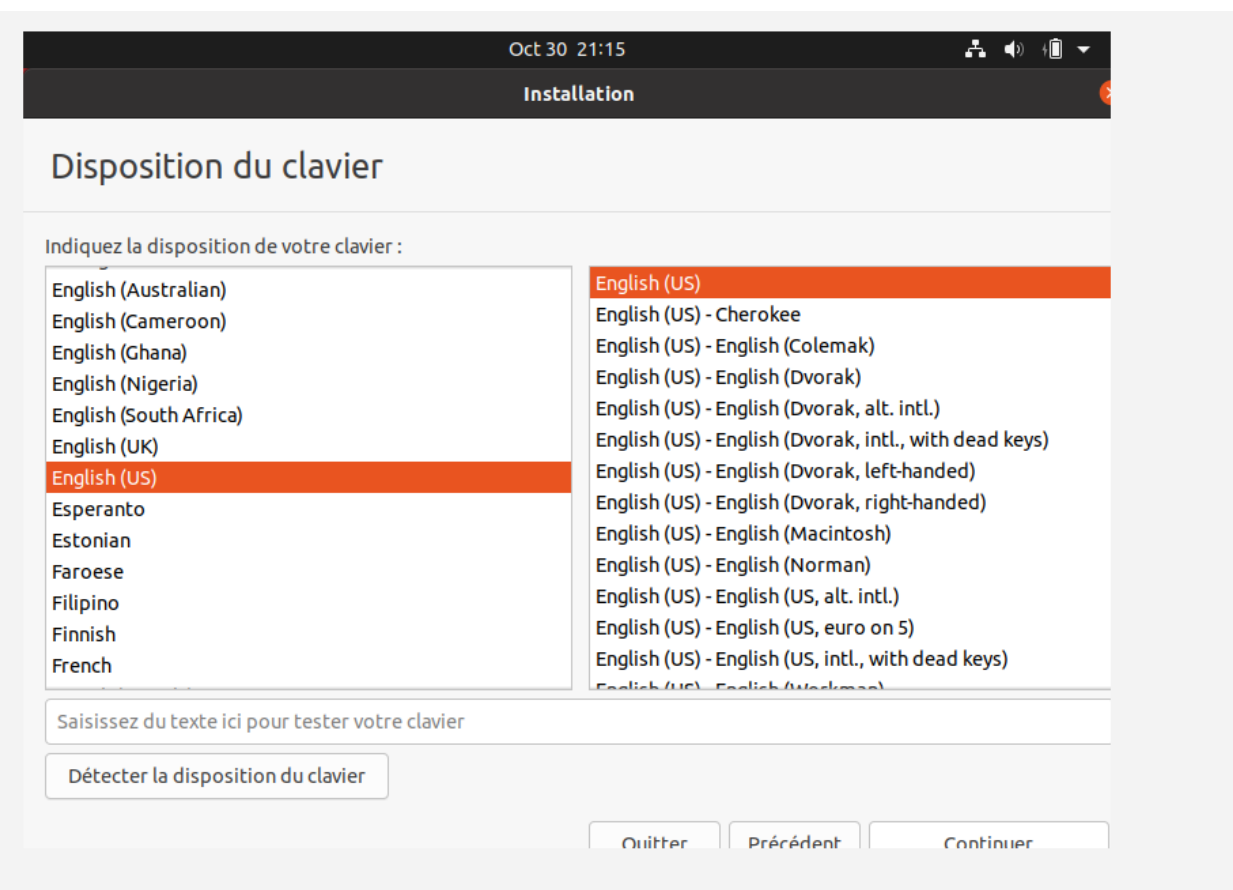 Oct 30 21:15
Installation
Disposition du clavier
Indiquez la disposition de votre clavier :
English (Australian)
English (Cameroon)
English (Ghana)
English (Nigeria)
English (South Africa)
English (UK)
English (US)
Esperanto
Estonian
Faroese
Filipino
Finnish
French
English (US)
English (US) - Cherokee
English (US) - English (Colemak)
English (US) - English (Dvorak)
English (US) - English (Dvorak, alt. intl.)
English (US) - English (Dvorak, intl., with dead keys)
English (US) - English (Dvorak, left-handed)
English (US) - English (Dvorak, right-handed)
English (US) - English (Macintosh)
English (US) - English (Norman)
English (US) - English (US, alt. intl.)
English (US) - English (US, euro on 5)
English (US) - English (US, intl., with dead keys)
English (US) - English (Workman)
Saisissez du texte ici pour tester votre clavier
Détecter la disposition du clavier
Quitter Précédent Continuer